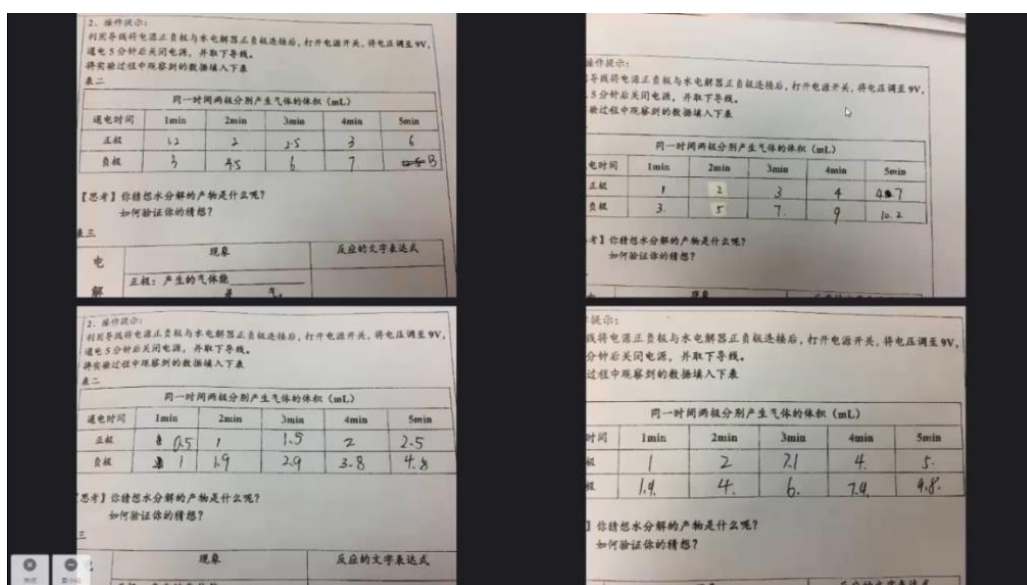 2、操作提示:
利用导线将电源正负极与水电解器正负极连接后,打开电源开关,将电压调至9V,
通电5分钟后关闭电源,并取下导线。
将实验过程中观察到的数据填入下表
表二
同一时间两极分别产生气体的体积(mL)
通电时间 1min 2min 3min 4min 5min
正极 1.2 2 2.5 3 6
负极 3 4.5 6 7 13
【思考】你猜想水分解的产物是什么呢?
如何验证你的猜想?
表三
电解
现象 反应的文字表达式
正极:产生的气体能
操作提示:
导线将电源正负极与水电解器正负极连接后,打开电源开关,将电压调至9V,
5分钟后关闭电源,并取下导线。
验过程中观察到的数据填入下表
同一时间两极分别产生气体的体积(mL)
电时间 1min 2min 3min 4min 5min
正极 1 2 3 4 4.7
负极 3. 5 7. 9 10.2
考】你猜想水分解的产物是什么呢?
如何验证你的猜想?
现象
2、操作提示:
利用导线将电源正负极与水电解器正负极连接后,打开电源开关,将电压调至9V,
通电5分钟后关闭电源,并取下导线。
将实验过程中观察到的数据填入下表
表二
同一时间两极分别产生气体的体积(mL)
通电时间 1min 2min 3min 4min 5min
正极 0.5 1 1.5 2 2.5
负极 1 1.9 2.9 3.8 4.8
思考】你猜想水分解的产物是什么呢?
如何验证你的猜想?
三
现象 反应的文字表达式
提示:
线将电源正负极与水电解器正负极连接后,打开电源开关,将电压调至9V,
分钟后关闭电源,并取下导线。
过程中观察到的数据填入下表
同一时间两极分别产生气体的体积(mL)
时间 1min 2min 3min 4min 5min
极 1 2 4. 5.
极 1.9. 4. 6. 7.9. 9.8.
】你猜想水分解的产物是什么呢?
如何验证你的猜想?
现象 反应的文字表达式